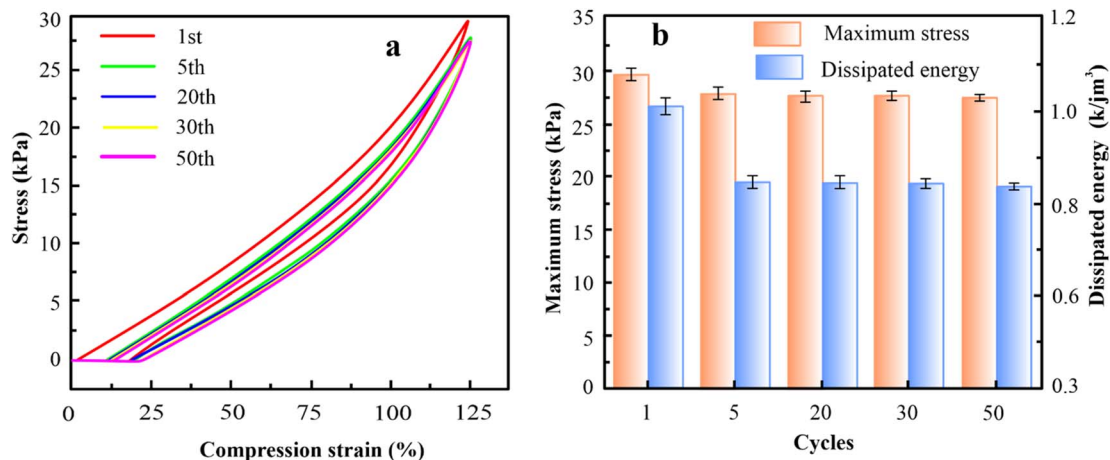 30
25
20
15
10
5
0
Stress (kPa)
1st
5th
20th
30th
50th
a
0 25 50 75 100 125
Compression strain (%)
35
30
25
20
15
10
5
0
Maximum stress (kPa)
b
Maximum stress
Dissipated energy
1.2
1.0
0.8
0.6
0.3
Dissipated energy (k/jm³)
1 5 20 30 50
Cycles